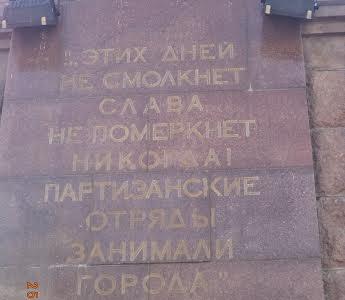 "...ЭТИХ ДНЕЙ
НЕ СМОЛКНЕТ
СЛАВА
НЕ ПОМЕРКНЕТ
НИКОГДА!
ПАРТИЗАНСКИЕ
ОТРЯДЫ
ЗАНИМАЛИ
ГОРОДА"